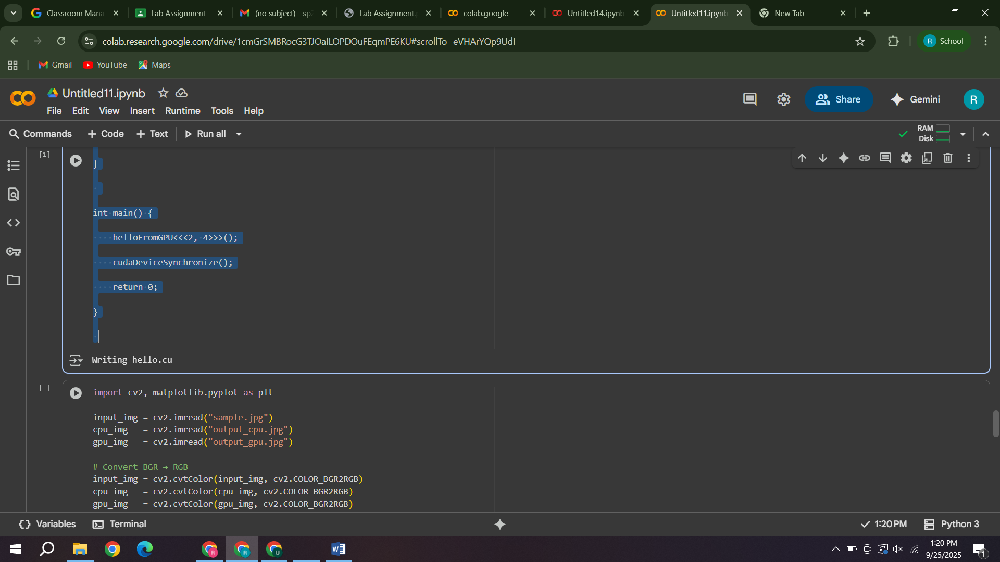 Classroom Mana
Lab Assignment
(no subject) - sp2
Lab Assignment.
colab.google
Untitled14.ipynb
Untitled11.ipynb
New Tab
colab.research.google.com/drive/1cmGrSMBRocG3TJOaILOPDOuFEqmPE6KU#scrollTo=eVHArYQp9UdI
R School
Gmail
YouTube
Maps
Untitled11.ipynb
File Edit View Insert Runtime Tools Help
Share
Gemini
R
Commands
+ Code
+ Text
Run all
RAM
Disk
[1]
}
int main() {
helloFromGPU<<<2, 4>>>();
cudaDeviceSynchronize();
return 0;
}
Writing hello.cu
[ ]
import cv2, matplotlib.pyplot as plt
input_img = cv2.imread("sample.jpg")
cpu_img   = cv2.imread("output_cpu.jpg")
gpu_img   = cv2.imread("output_gpu.jpg")
# Convert BGR → RGB
input_img = cv2.cvtColor(input_img, cv2.COLOR_BGR2RGB)
cpu_img   = cv2.cvtColor(cpu_img, cv2.COLOR_BGR2RGB)
gpu_img   = cv2.cvtColor(gpu_img, cv2.COLOR_BGR2RGB)
{} Variables
Terminal
1:20 PM
Python 3
R
R
U
W
1:20 PM
9/25/2025
1